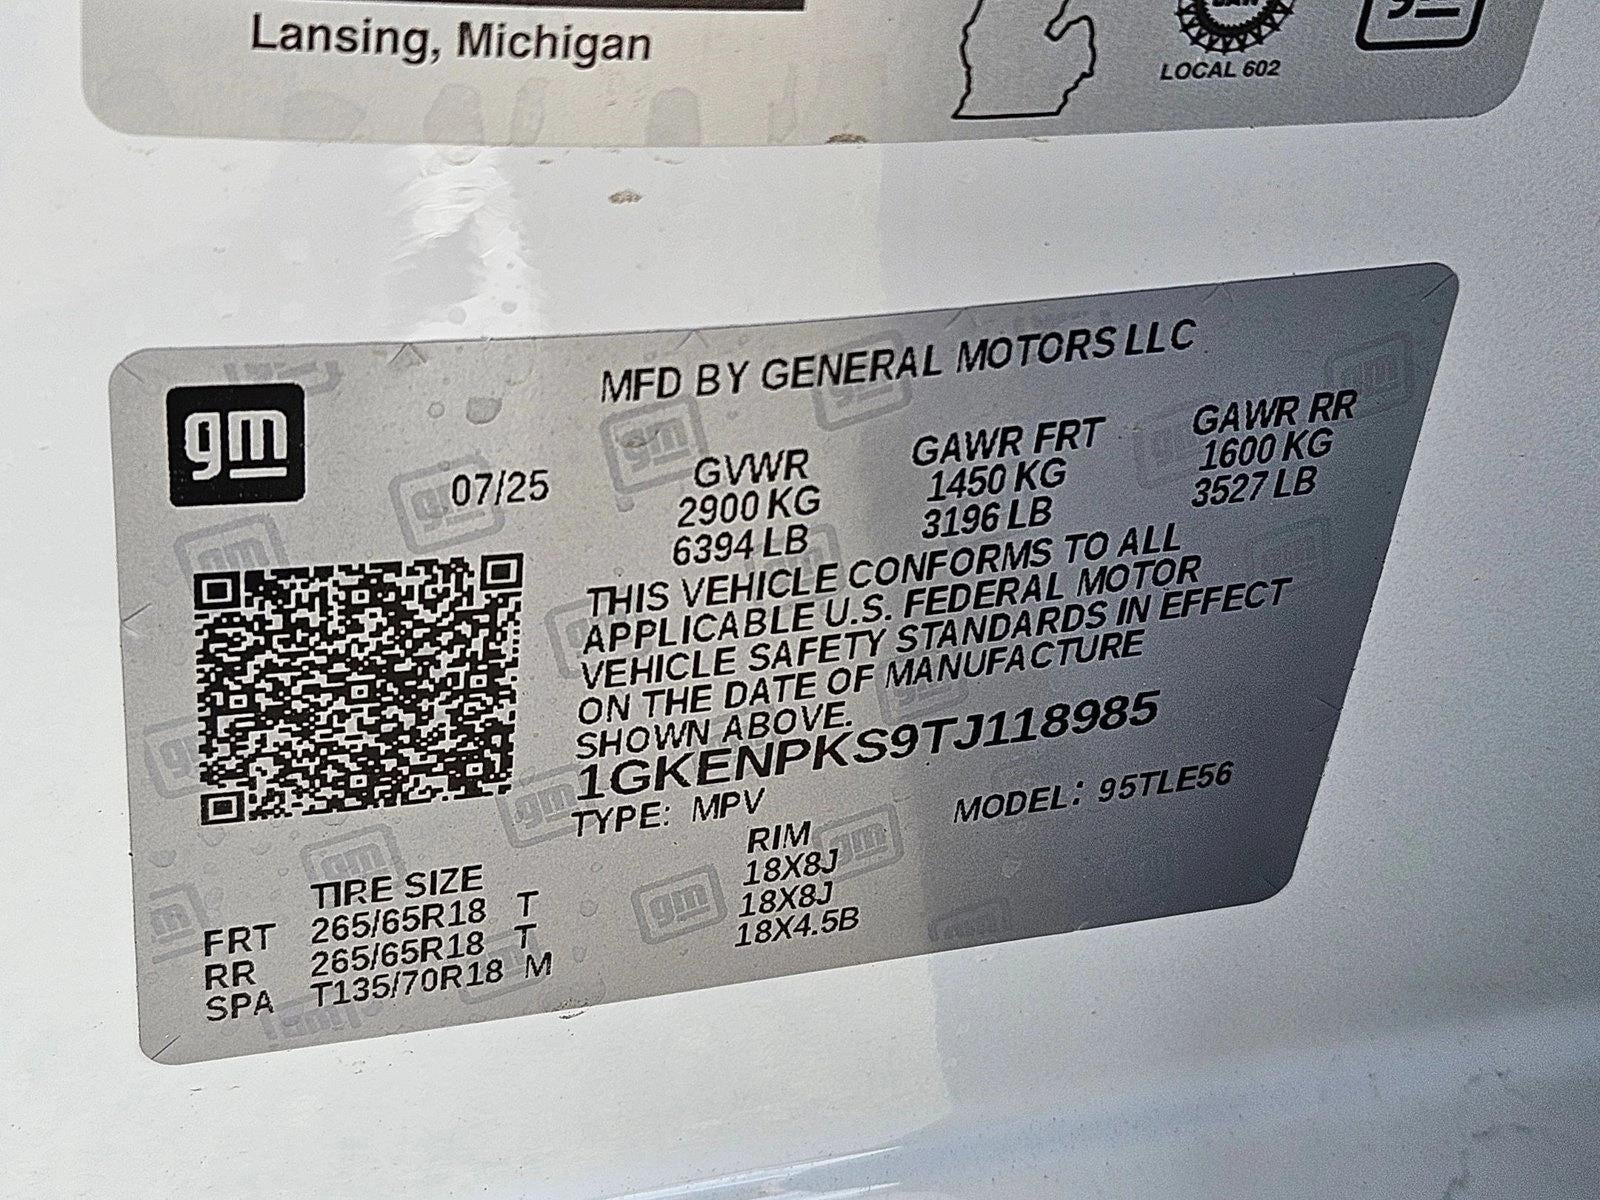 Lansing, Michigan
LOCAL 602
gm
MFD BY GENERAL MOTORS LLC
gm
07/25
GVWR
2900 KG
6394 LB
GAWR FRT
1450 KG
3196 LB
GAWR RR
1600 KG
3527 LB
THIS VEHICLE CONFORMS TO ALL
APPLICABLE U.S. FEDERAL MOTOR
VEHICLE SAFETY STANDARDS IN EFFECT
ON THE DATE OF MANUFACTURE
SHOWN ABOVE.
1GKENPKS9TJ118985
TYPE: MPV
MODEL: 95TLE56
TIRE SIZE RIM
FRT 265/65R18 T 18X8J
RR 265/65R18 T 18X8J
SPA T135/70R18 M 18X4.5B